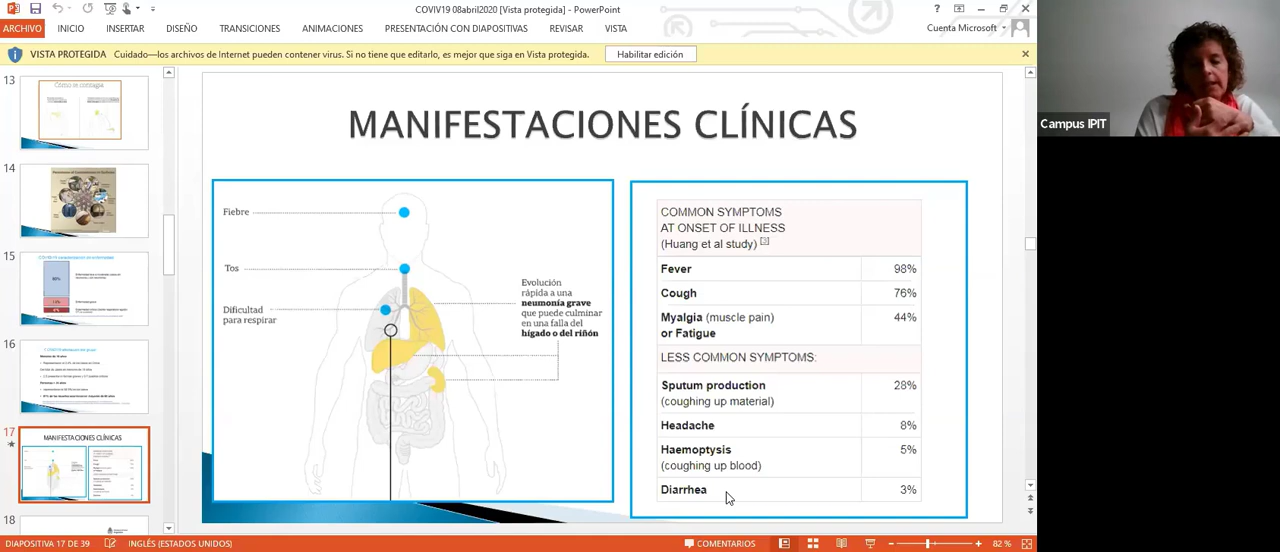 COVIV19 08abril2020 [Vista protegida] - PowerPoint
ARCHIVO INICIO INSERTAR DISEÑO TRANSICIONES ANIMACIONES PRESENTACIÓN CON DIAPOSITIVAS REVISAR VISTA Cuenta Microsoft
VISTA PROTEGIDA Cuidado—los archivos de Internet pueden contener virus. Si no tiene que editarlo, es mejor que siga en Vista protegida. Habilitar edición
13
Cómo se contagia
14
15
16
17
MANIFESTACIONES CLÍNICAS
18
MANIFESTACIONES CLÍNICAS
Fiebre
Tos
Dificultad
para respirar
Evolución
rápida a una
neumonía grave
que puede culminar
en una falla del
hígado o del riñón
COMMON SYMPTOMS
AT ONSET OF ILLNESS
(Huang et al study) [3]
Fever 98%
Cough 76%
Myalgia (muscle pain) 44%
or Fatigue
LESS COMMON SYMPTOMS:
Sputum production 28%
(coughing up material)
Headache 8%
Haemoptysis 5%
(coughing up blood)
Diarrhea 3%
Campus IPIT
DIAPOSITIVA 17 DE 39 INGLÉS (ESTADOS UNIDOS) COMENTARIOS 82 %